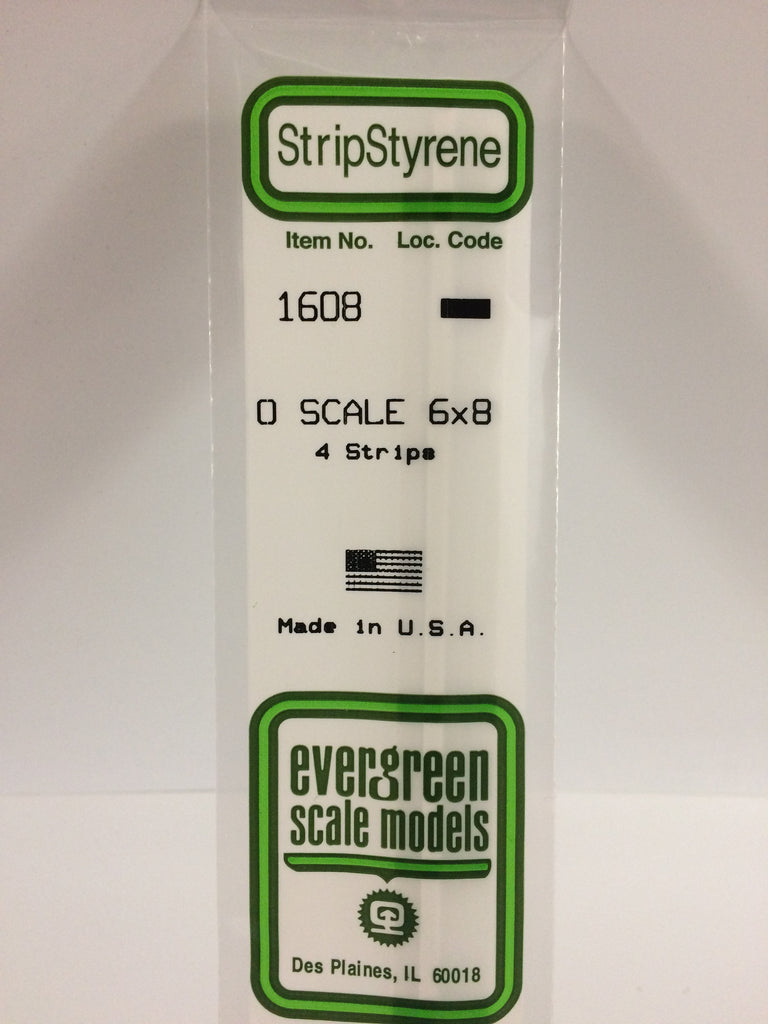 StripStyrene
Item No. Loc. Code
1608
O SCALE 6x8
4 Strips
Made in U.S.A.
evergreen
scale models
Des Plaines, IL 60018